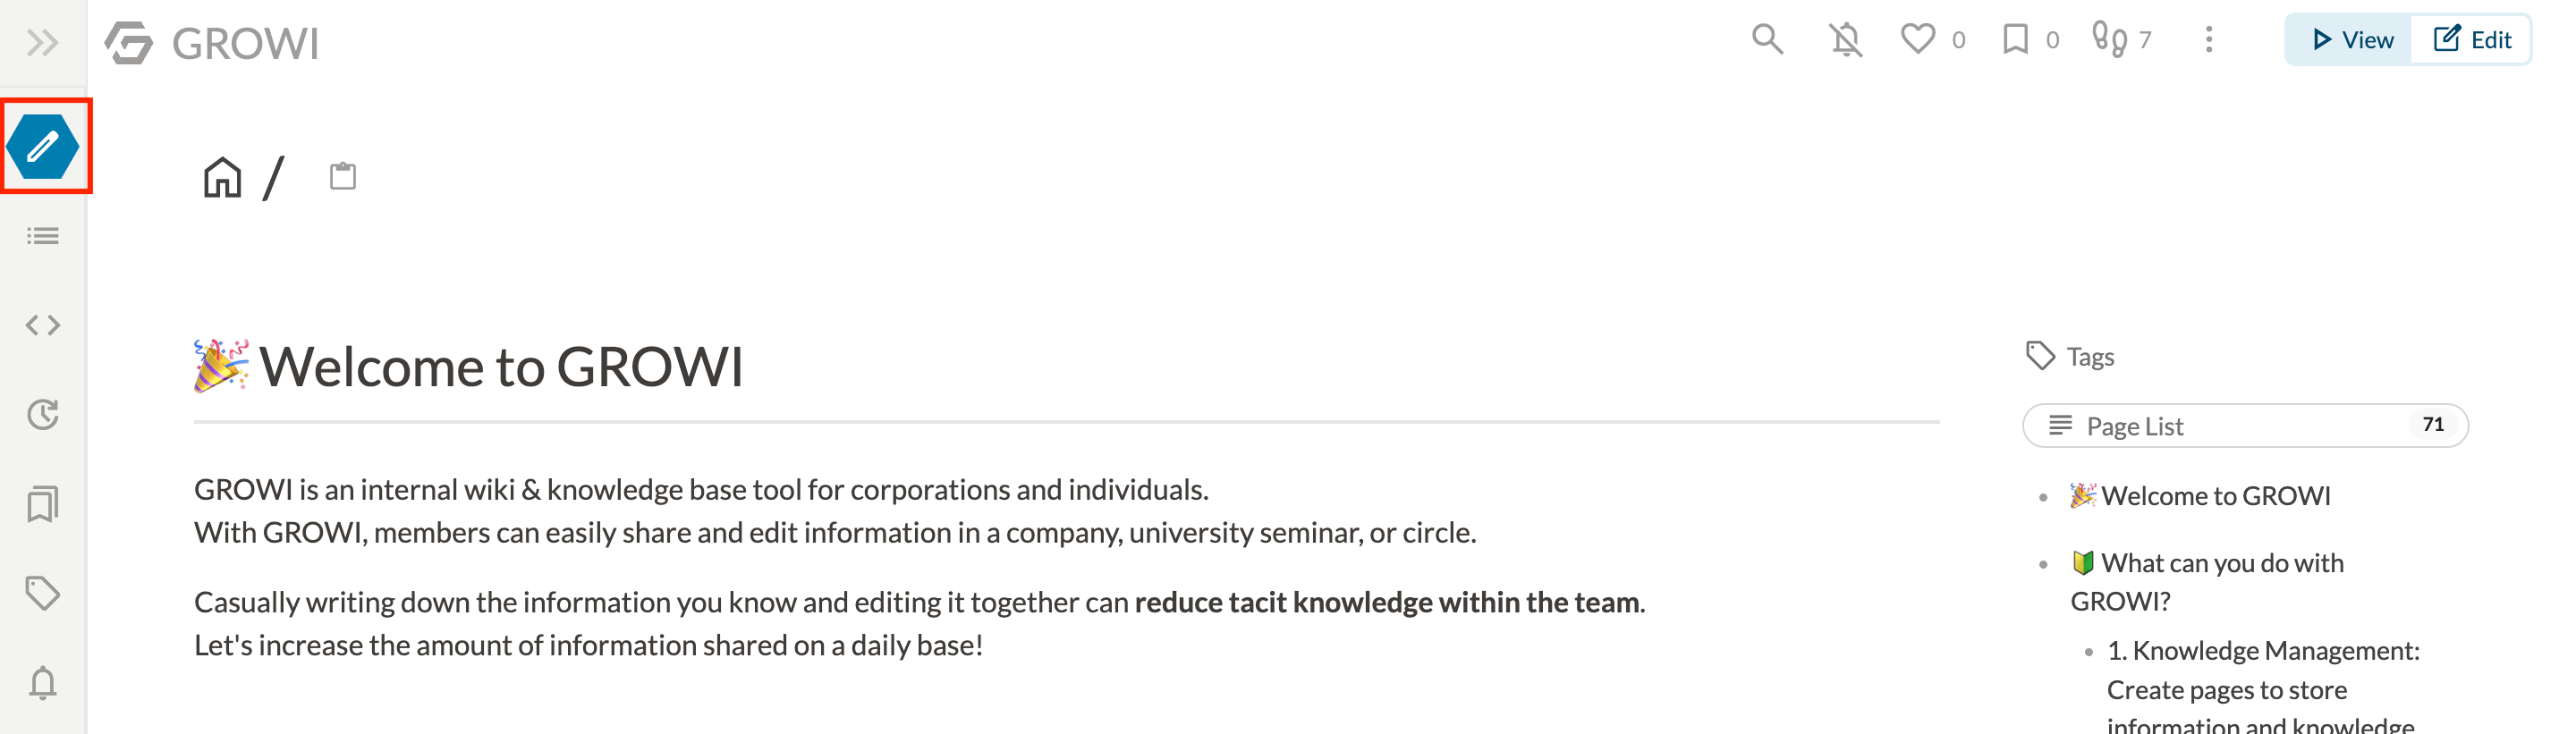 GROWI
0
0
7
View
Edit
/
🎉 Welcome to GROWI
GROWI is an internal wiki & knowledge base tool for corporations and individuals.
With GROWI, members can easily share and edit information in a company, university seminar, or circle.
Casually writing down the information you know and editing it together can reduce tacit knowledge within the team.
Let's increase the amount of information shared on a daily base!
Tags
Page List 71
• 🎉 Welcome to GROWI
• 🔰 What can you do with
GROWI?
• 1. Knowledge Management:
Create pages to store
information and knowledge